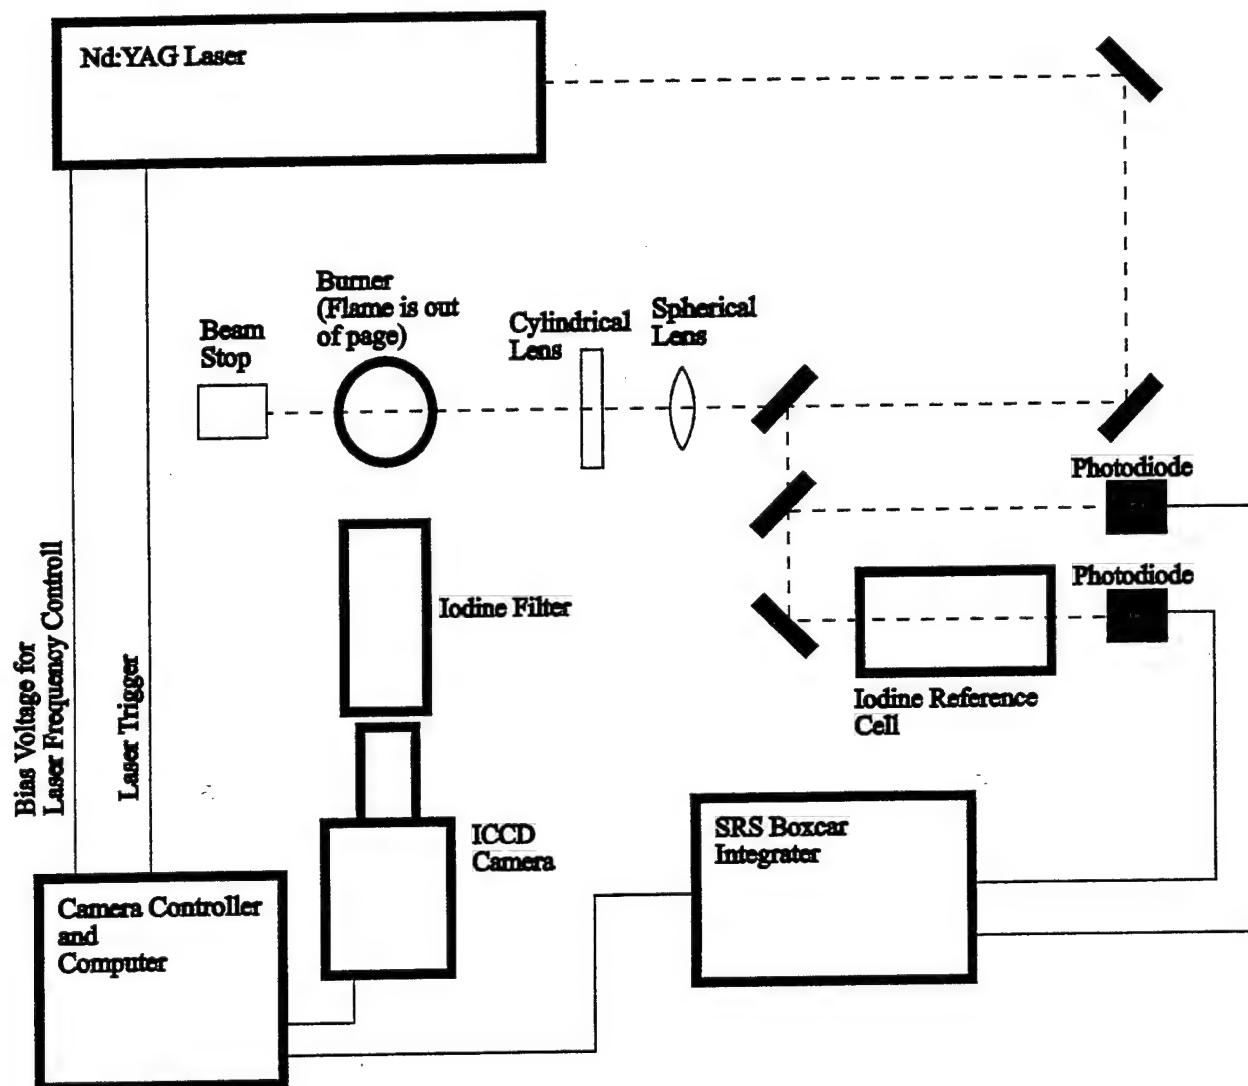 Nd:YAG Laser
Burner
(Flame is out
of page)
Beam
Stop
Cylindrical
Lens
Spherical
Lens
Photodiode
Photodiode
Iodine Filter
Iodine Reference
Cell
Bias Voltage for
Laser Frequency Controll
Laser Trigger
ICCD
Camera
SRS Boxcar
Integrater
Camera Controller
and
Computer